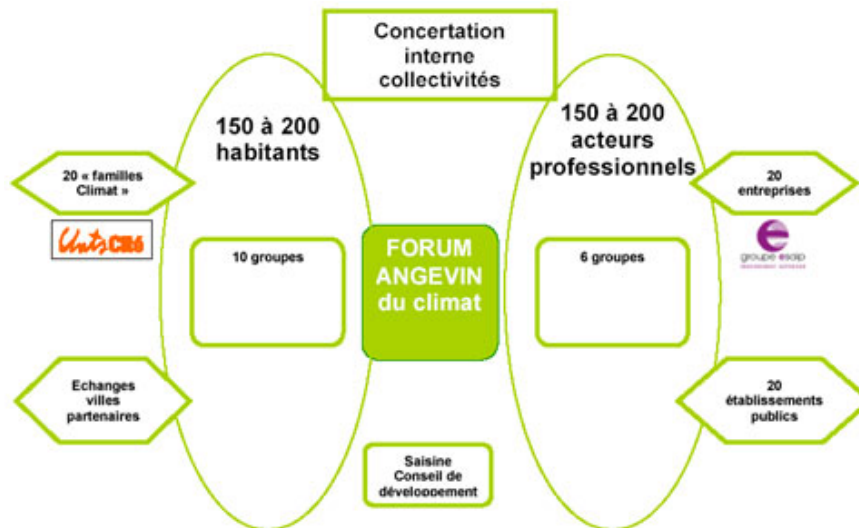 Concertation
interne
collectivités
150 à 200
habitants
150 à 200
acteurs
professionnels
20 « familles
Climat »
20
entreprises
Unis Cité
groupe esaip
10 groupes
FORUM
ANGEVIN
du climat
6 groupes
Echanges
villes
partenaires
20
établissements
publics
Saisine
Conseil de
développement